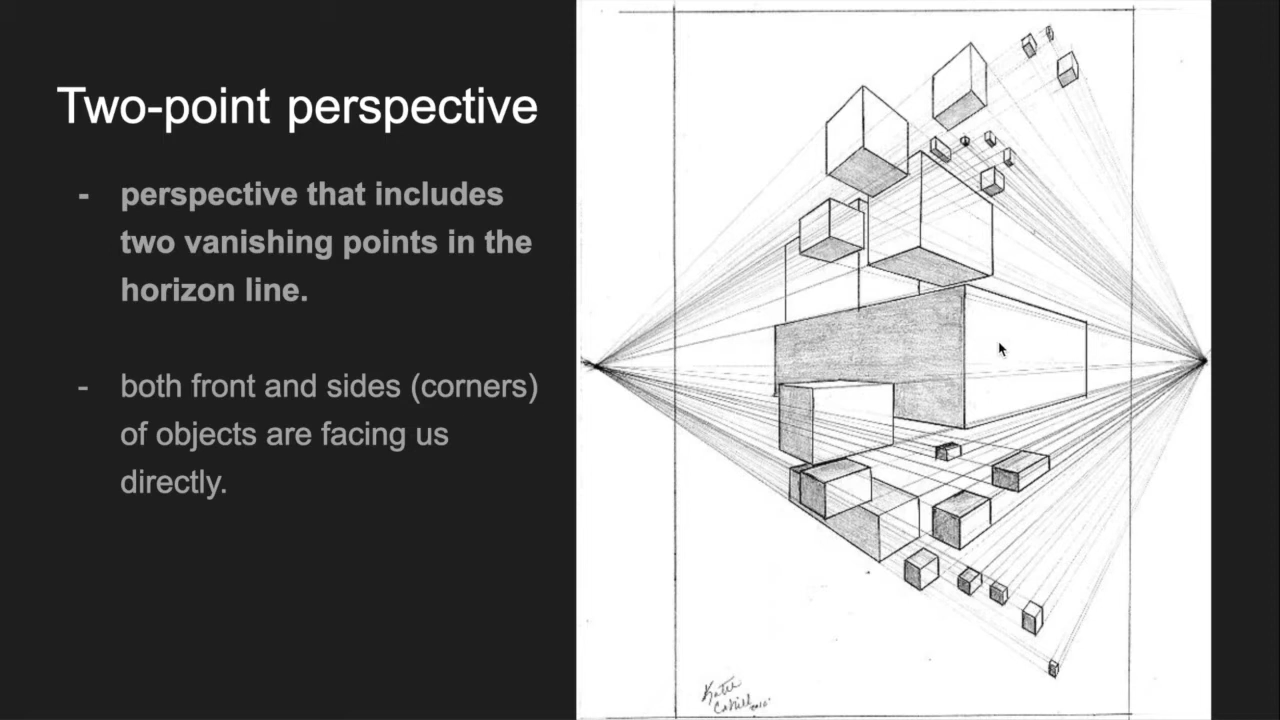 Two-point perspective
- perspective that includes
two vanishing points in the
horizon line.
- both front and sides (corners)
of objects are facing us
directly.
Katie